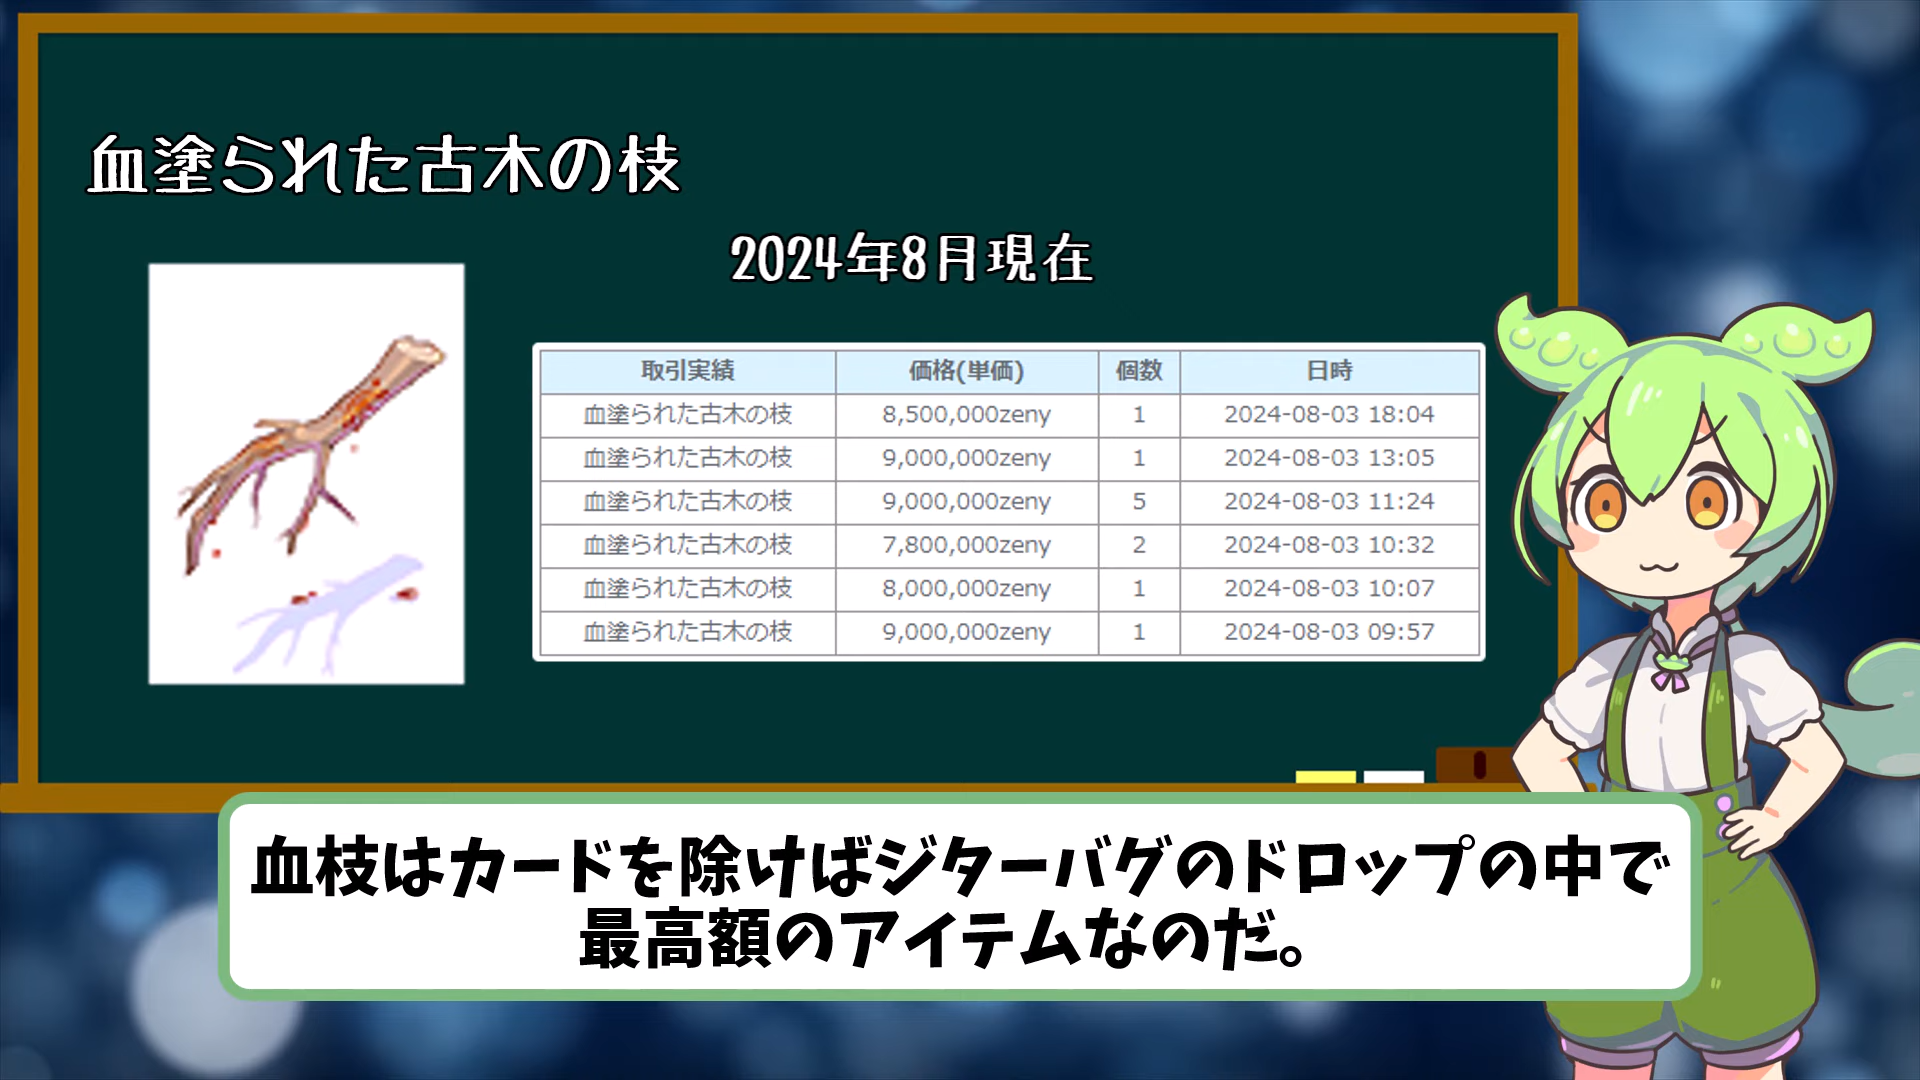 血塗られた古木の枝
2024年8月現在
取引実績 価格(単価) 個数 日時
血塗られた古木の枝 8,500,000zeny 1 2024-08-03 18:04
血塗られた古木の枝 9,000,000zeny 1 2024-08-03 13:05
血塗られた古木の枝 9,000,000zeny 5 2024-08-03 11:24
血塗られた古木の枝 7,800,000zeny 2 2024-08-03 10:32
血塗られた古木の枝 8,000,000zeny 1 2024-08-03 10:07
血塗られた古木の枝 9,000,000zeny 1 2024-08-03 09:57
血枝はカードを除けばジターバグのドロップの中で
最高額のアイテムなのだ。